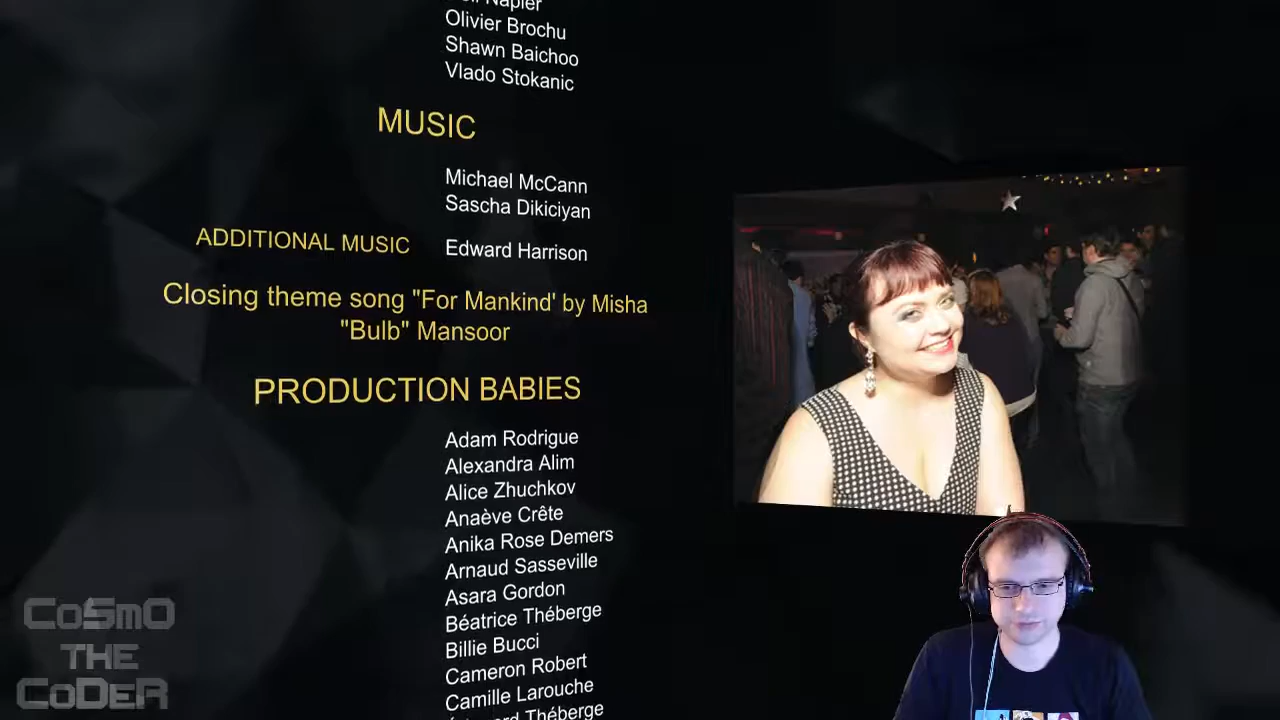 Napier
Olivier Brochu
Shawn Baichoo
Vlado Stokanic
MUSIC
Michael McCann
Sascha Dikiciyan
ADDITIONAL MUSIC Edward Harrison
Closing theme song "For Mankind' by Misha
"Bulb" Mansoor
PRODUCTION BABIES
Adam Rodrigue
Alexandra Alim
Alice Zhuchkov
Anaève Crête
Anika Rose Demers
Arnaud Sasseville
Asara Gordon
Béatrice Théberge
Billie Bucci
Cameron Robert
Camille Larouche
Théberge
CoSmO
THE
CoDeR